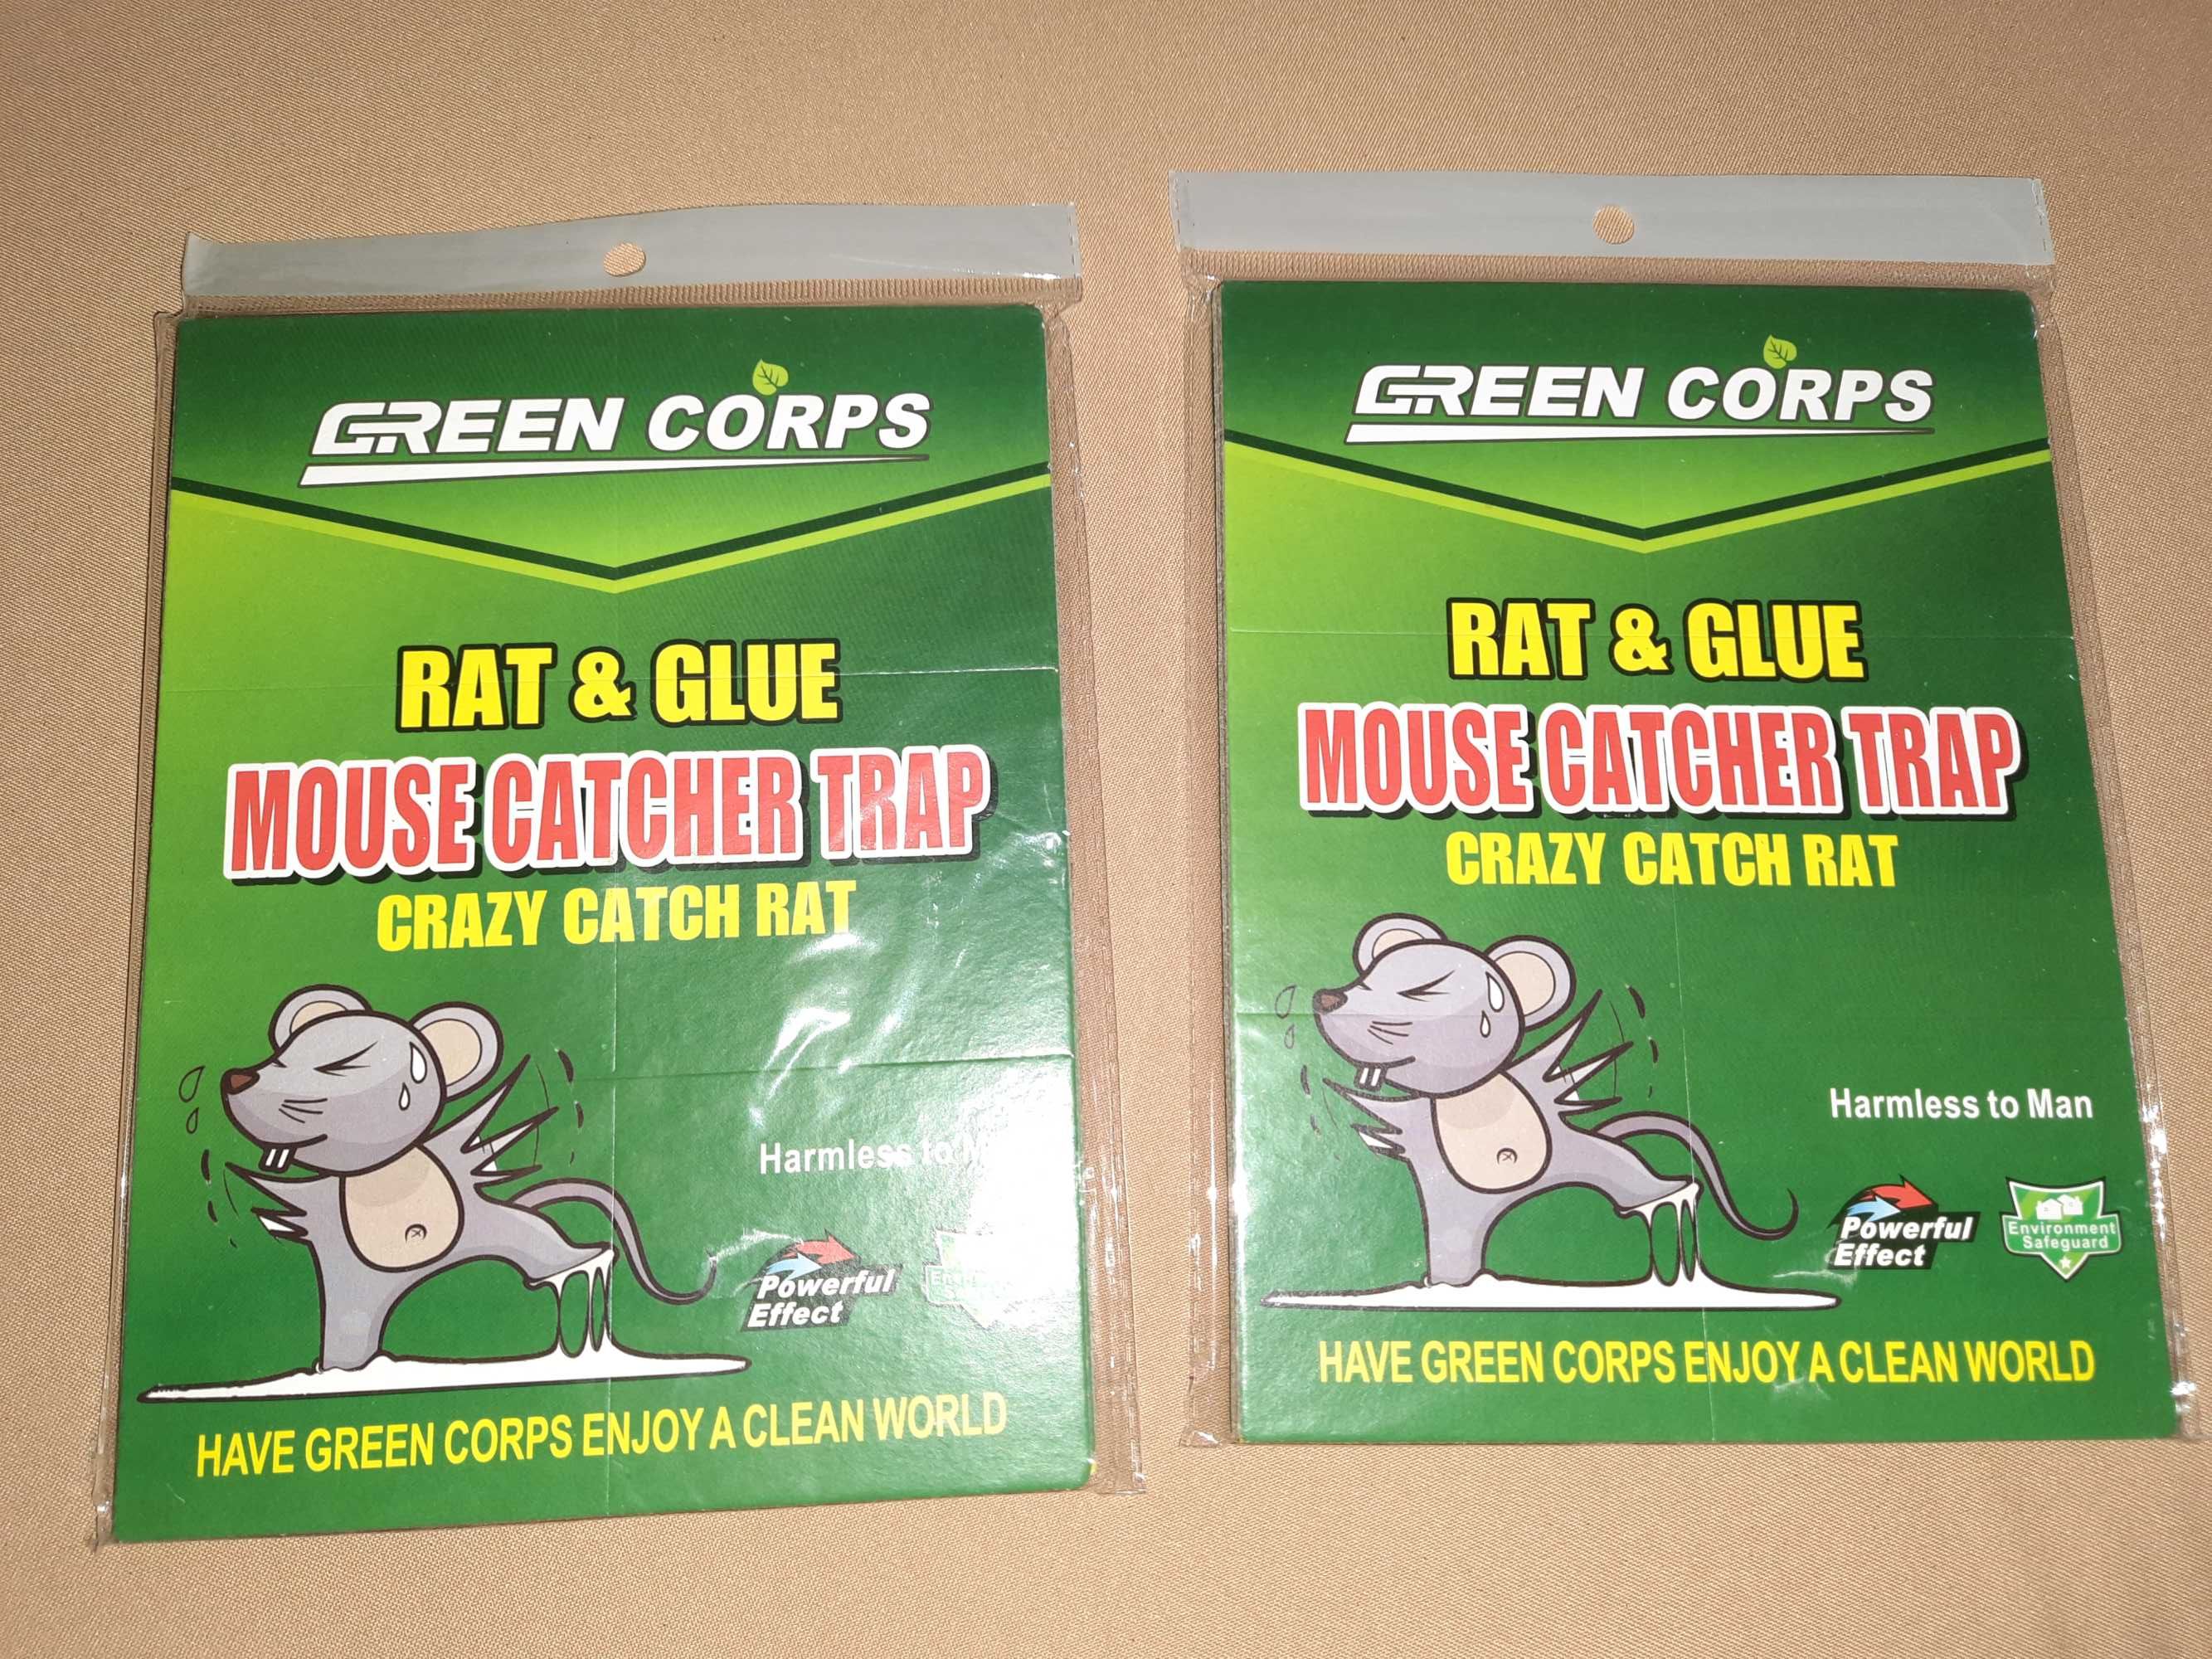 GREEN CORPS
RAT & GLUE
MOUSE CATCHER TRAP
CRAZY CATCH RAT
Harmless to
Powerful
Effect
HAVE GREEN CORPS ENJOY A CLEAN WORLD
GREEN CORPS
RAT & GLUE
MOUSE CATCHER TRAP
CRAZY CATCH RAT
Harmless to Man
Powerful
Effect
Environment
Safeguard
HAVE GREEN CORPS ENJOY A CLEAN WORLD